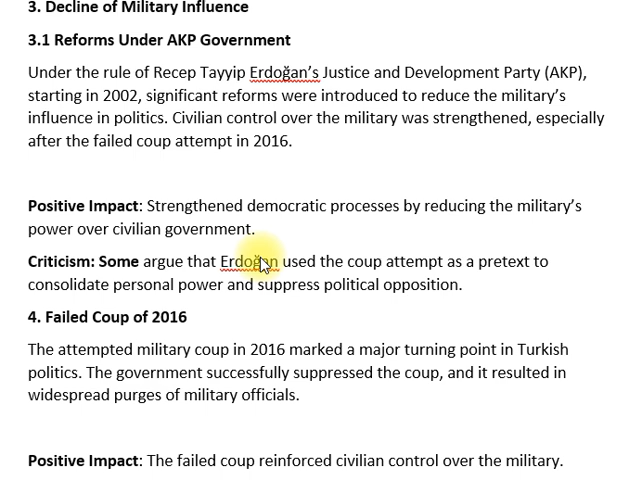 3. Decline of Military Influence
3.1 Reforms Under AKP Government
Under the rule of Recep Tayyip Erdoğan’s Justice and Development Party (AKP),
starting in 2002, significant reforms were introduced to reduce the military’s
influence in politics. Civilian control over the military was strengthened, especially
after the failed coup attempt in 2016.
Positive Impact: Strengthened democratic processes by reducing the military’s
power over civilian government.
Criticism: Some argue that Erdoğan used the coup attempt as a pretext to
consolidate personal power and suppress political opposition.
4. Failed Coup of 2016
The attempted military coup in 2016 marked a major turning point in Turkish
politics. The government successfully suppressed the coup, and it resulted in
widespread purges of military officials.
Positive Impact: The failed coup reinforced civilian control over the military.